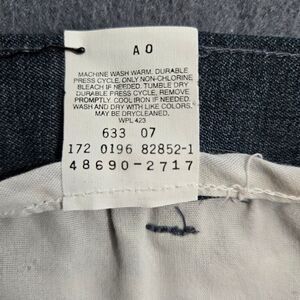 A O
MACHINE WASH WARM. DURABLE
PRESS CYCLE. ONLY NON-CHLORINE
BLEACH IF NEEDED. TUMBLE DRY
DURABLE PRESS CYCLE. REMOVE
PROMPTLY. COOL IRON IF NEEDED.
WASH AND DRY WITH LIKE COLORS.
MAY BE DRYCLEANED.
WPL 423
633 07
172 0196 82852-1
48690-2717